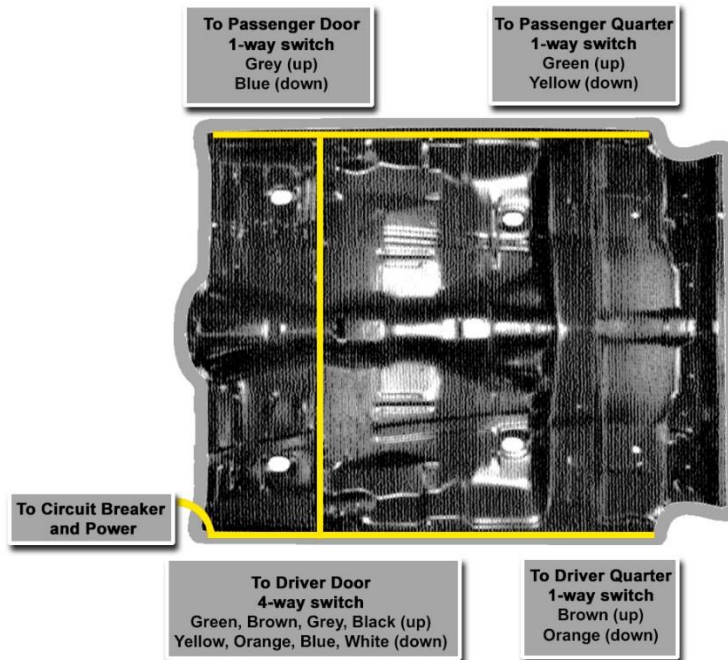 To Passenger Door
1-way switch
Grey (up)
Blue (down)
To Passenger Quarter
1-way switch
Green (up)
Yellow (down)
To Circuit Breaker
and Power
To Driver Door
4-way switch
Green, Brown, Grey, Black (up)
Yellow, Orange, Blue, White (down)
To Driver Quarter
1-way switch
Brown (up)
Orange (down)